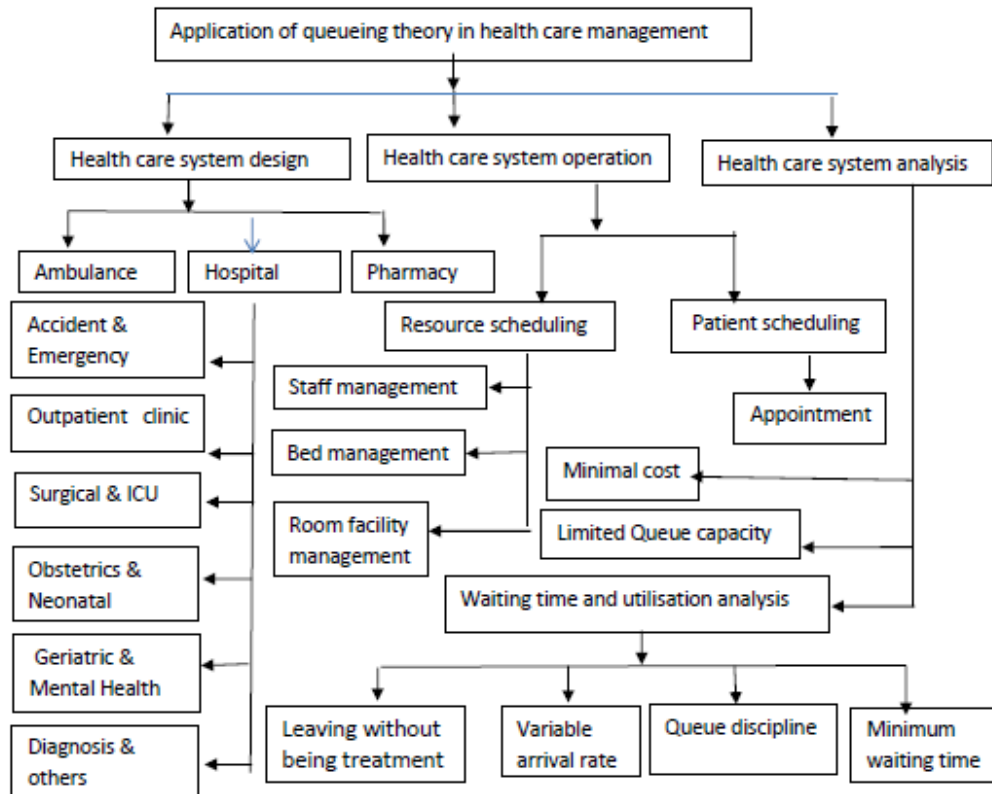 Application of queueing theory in health care management
Health care system design
Health care system operation
Health care system analysis
Ambulance
Hospital
Pharmacy
Accident &
Emergency
Outpatient clinic
Surgical & ICU
Obstetrics &
Neonatal
Geriatric &
Mental Health
Diagnosis &
others
Resource scheduling
Staff management
Bed management
Room facility
management
Patient scheduling
Appointment
Minimal cost
Limited Queue capacity
Waiting time and utilisation analysis
Leaving without
being treatment
Variable
arrival rate
Queue discipline
Minimum
waiting time